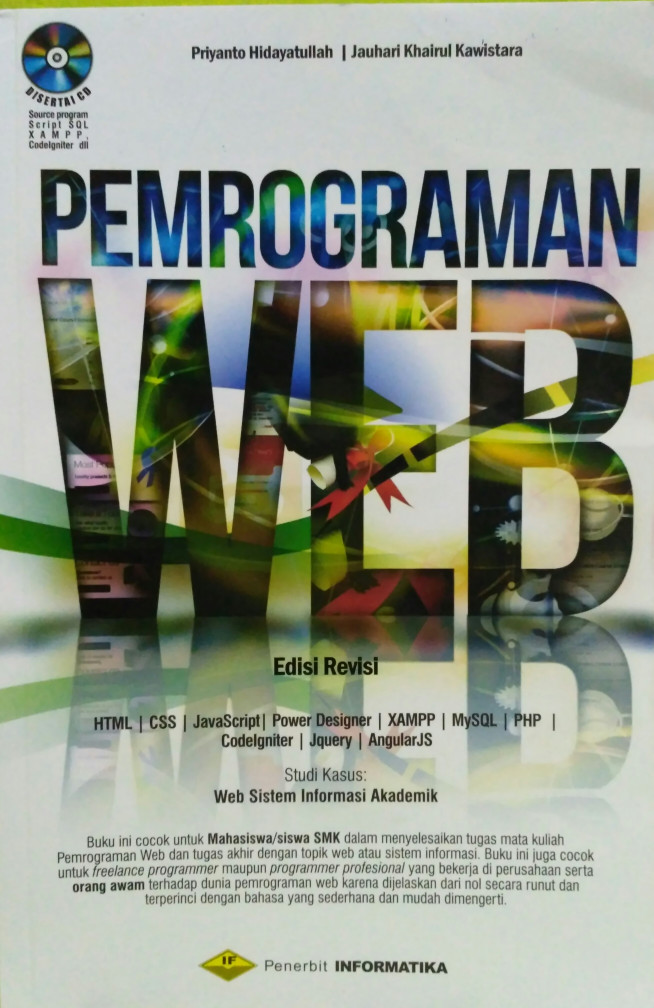 DISERTAI CD
Source program
Script SQL
XAMPP,
CodeIgniter dll
Priyanto Hidayatullah | Jauhari Khairul Kawistara
PEMROGRAMAN
WEB
Edisi Revisi
HTML | CSS | JavaScript| Power Designer | XAMPP | MySQL | PHP |
CodeIgniter | Jquery | AngularJS
Studi Kasus:
Web Sistem Informasi Akademik
Buku ini cocok untuk Mahasiswa/siswa SMK dalam menyelesaikan tugas mata kuliah
Pemrograman Web dan tugas akhir dengan topik web atau sistem informasi. Buku ini juga cocok
untuk freelance programmer maupun programmer profesional yang bekerja di perusahaan serta
orang awam terhadap dunia pemrograman web karena dijelaskan dari nol secara runut dan
terperinci dengan bahasa yang sederhana dan mudah dimengerti.
IF Penerbit INFORMATIKA